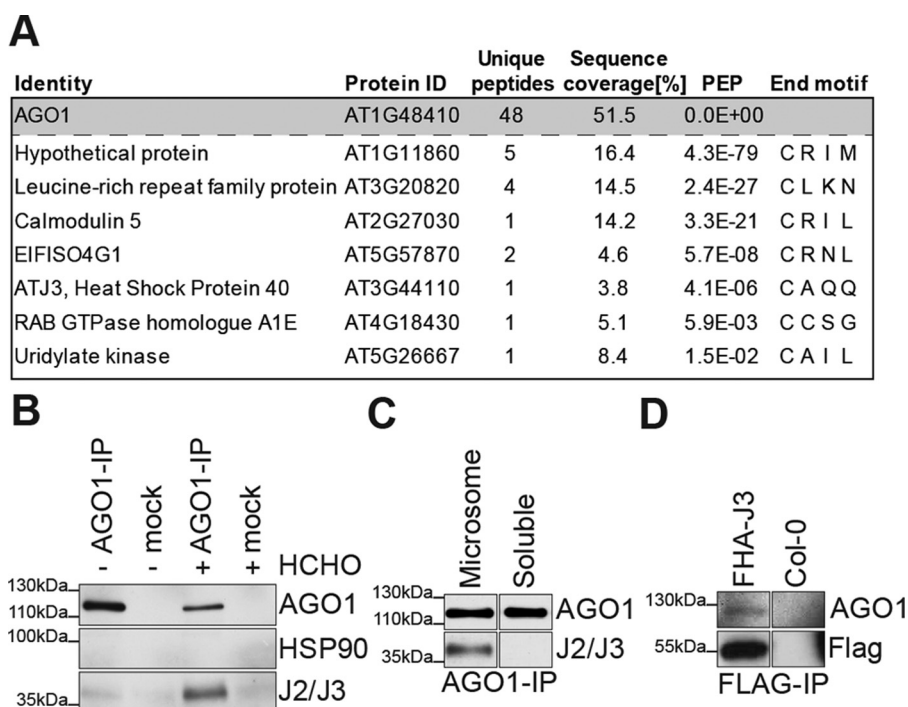 A
Unique Sequence
Identity Protein ID peptides coverage[%] PEP End motif
AGO1 AT1G48410 48 51.5 0.0E+00
Hypothetical protein AT1G11860 5 16.4 4.3E-79 C R I M
Leucine-rich repeat family protein AT3G20820 4 14.5 2.4E-27 C L K N
Calmodulin 5 AT2G27030 1 14.2 3.3E-21 C R I L
EIFISO4G1 AT5G57870 2 4.6 5.7E-08 C R N L
ATJ3, Heat Shock Protein 40 AT3G44110 1 3.8 4.1E-06 C A Q Q
RAB GTPase homologue A1E AT4G18430 1 5.1 5.9E-03 C C S G
Uridylate kinase AT5G26667 1 8.4 1.5E-02 C A I L
B
AGO1-IP
mock
AGO1-IP
mock
- - + + HCHO
130kDa
110kDa
AGO1
100kDa
HSP90
35kDa
J2/J3
C
Microsome
Soluble
130kDa
110kDa
AGO1
35kDa
J2/J3
AGO1-IP
D
FHA-J3
Col-0
130kDa
AGO1
55kDa
Flag
FLAG-IP